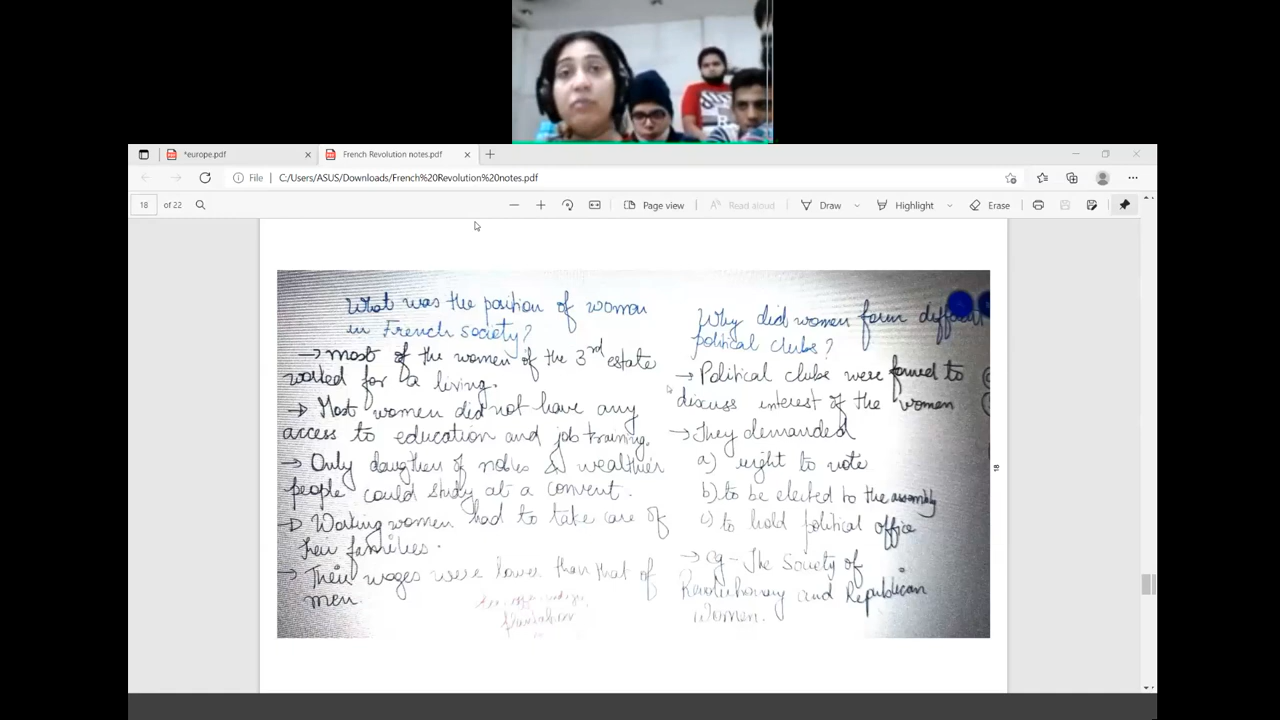 *europe.pdf
French Revolution notes.pdf
File
C:/Users/ASUS/Downloads/French%20Revolution%20notes.pdf
18 of 22
Page view
Read aloud
Draw
Highlight
Erase
What was the position of woman
in French society?
→ most of the women of the 3rd estate
worked for a living.
→ Most women did not have any
access to education and job training.
→ Only daughter of nobles & wealthier
people could study at a convent.
→ Working women had to take care of
their families.
→ Their wages were lower than that of
men.
Why did women form
political clubs?
→ Political clubs were formed to
discuss interest of the women
→ They demanded
a) right to vote
b) to be elected to the assembly
c) to hold political office
→ eg - The Society of
Revolutionary and Republican
Women.
18